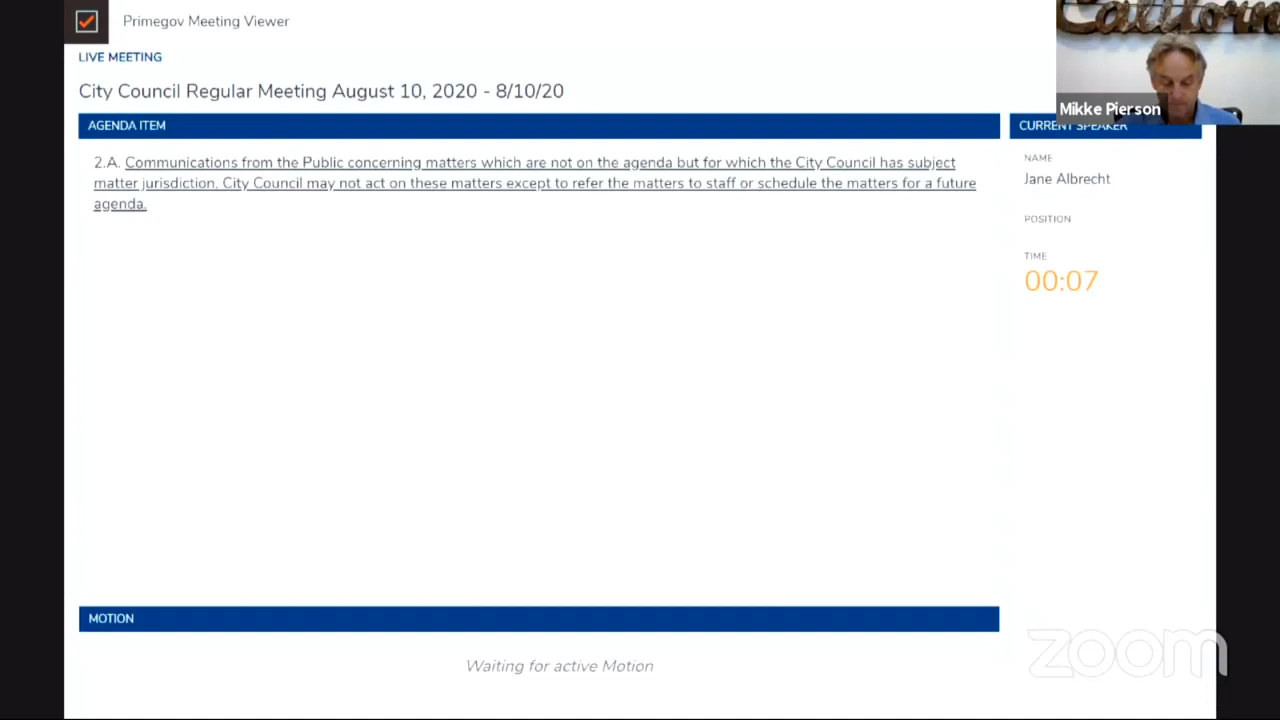 Primegov Meeting Viewer
LIVE MEETING
City Council Regular Meeting August 10, 2020 - 8/10/20
AGENDA ITEM
2.A. Communications from the Public concerning matters which are not on the agenda but for which the City Council has subject
matter jurisdiction. City Council may not act on these matters except to refer the matters to staff or schedule the matters for a future
agenda.
Californ
Mikke Pierson
CURRENT SPEAKER
NAME
Jane Albrecht
POSITION
TIME
00:07
MOTION
Waiting for active Motion
zoom